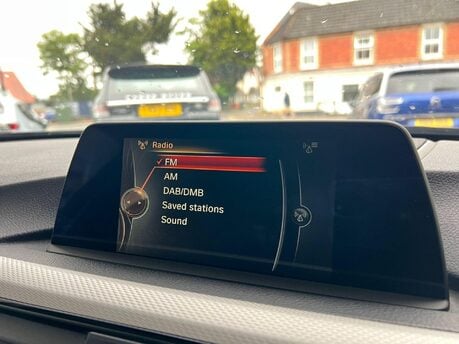 Radio
FM
AM
DAB/DMB
Saved stations
Sound